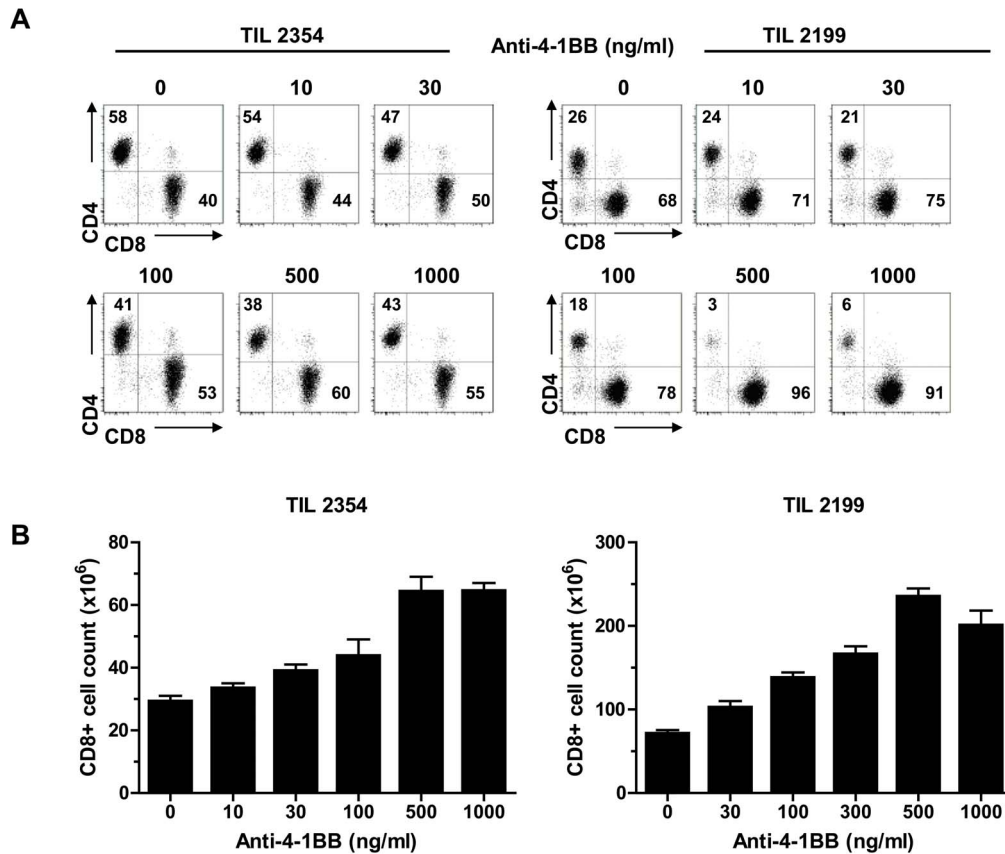 A
TIL 2354
Anti-4-1BB (ng/ml)
TIL 2199
0 10 30
0 10 30
58 40
54 44
47 50
26 68
24 71
21 75
CD4
CD8
CD4
CD8
100 500 1000
100 500 1000
41 53
38 60
43 55
18 78
3 96
6 91
CD4
CD8
CD4
CD8
B
TIL 2354
CD8+ cell count (x10⁶)
80
60
40
20
0
0 10 30 100 500 1000
Anti-4-1BB (ng/ml)
TIL 2199
CD8+ cell count (x10⁶)
300
200
100
0
0 30 100 300 500 1000
Anti-4-1BB (ng/ml)